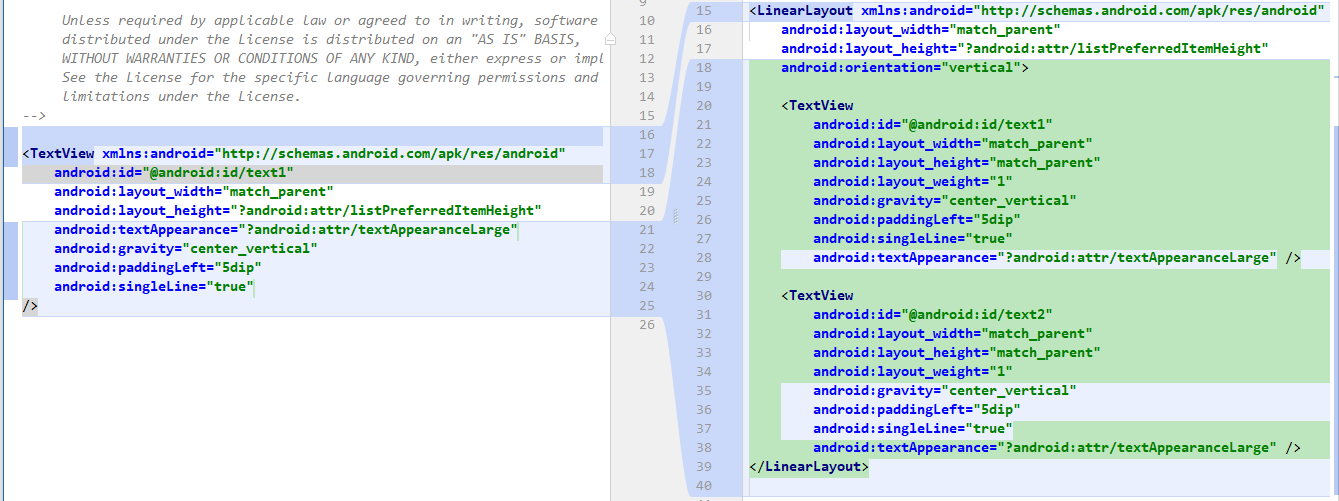 9
Unless required by applicable law or agreed to in writing, software 10
distributed under the License is distributed on an "AS IS" BASIS, 11
WITHOUT WARRANTIES OR CONDITIONS OF ANY KIND, either express or impl 12
See the License for the specific language governing permissions and 13
limitations under the License. 14
--> 15
16
<TextView xmlns:android="http://schemas.android.com/apk/res/android" 17
android:id="@android:id/text1" 18
android:layout_width="match_parent" 19
android:layout_height="?android:attr/listPreferredItemHeight" 20
android:textAppearance="?android:attr/textAppearanceLarge" 21
android:gravity="center_vertical" 22
android:paddingLeft="5dip" 23
android:singleLine="true" 24
/> 25
26
15 <LinearLayout xmlns:android="http://schemas.android.com/apk/res/android"
16 android:layout_width="match_parent"
17 android:layout_height="?android:attr/listPreferredItemHeight"
18 android:orientation="vertical">
19
20 <TextView
21 android:id="@android:id/text1"
22 android:layout_width="match_parent"
23 android:layout_height="match_parent"
24 android:layout_weight="1"
25 android:gravity="center_vertical"
26 android:paddingLeft="5dip"
27 android:singleLine="true"
28 android:textAppearance="?android:attr/textAppearanceLarge" />
29
30 <TextView
31 android:id="@android:id/text2"
32 android:layout_width="match_parent"
33 android:layout_height="match_parent"
34 android:layout_weight="1"
35 android:gravity="center_vertical"
36 android:paddingLeft="5dip"
37 android:singleLine="true"
38 android:textAppearance="?android:attr/textAppearanceLarge" />
39 </LinearLayout>
40